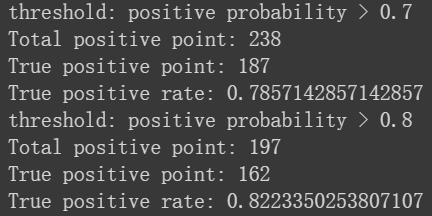 threshold: positive probability > 0.7
Total positive point: 238
True positive point: 187
True positive rate: 0.7857142857142857
threshold: positive probability > 0.8
Total positive point: 197
True positive point: 162
True positive rate: 0.8223350253807107